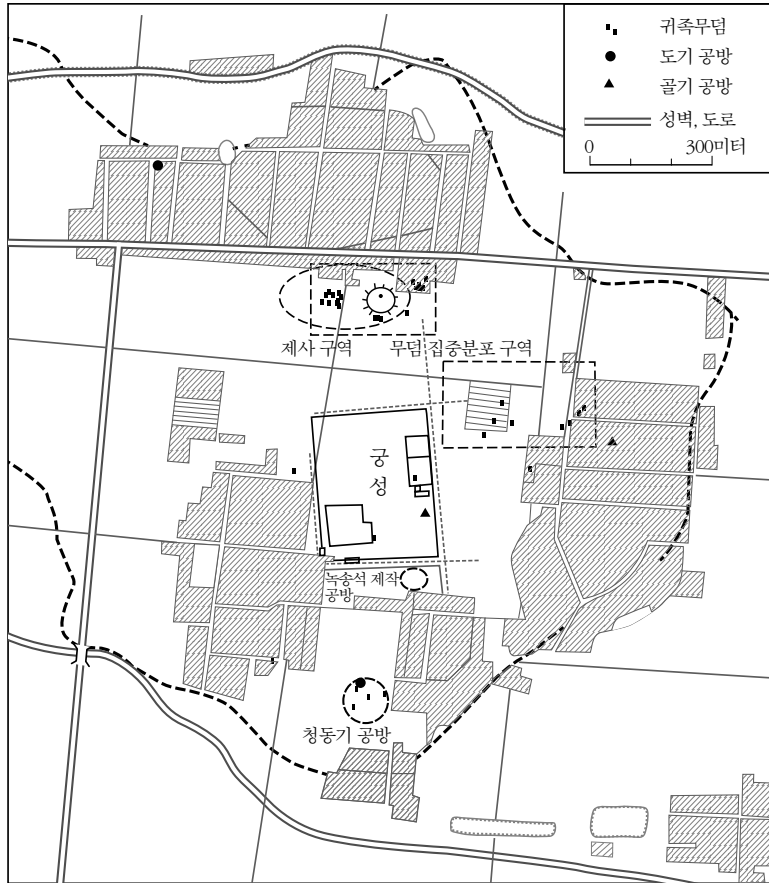 귀족무덤
도기 공방
골기 공방
성벽, 도로
0 300미터
제사 구역
무덤 집중분포 구역
궁
성
녹송석 제작
공방
청동기 공방